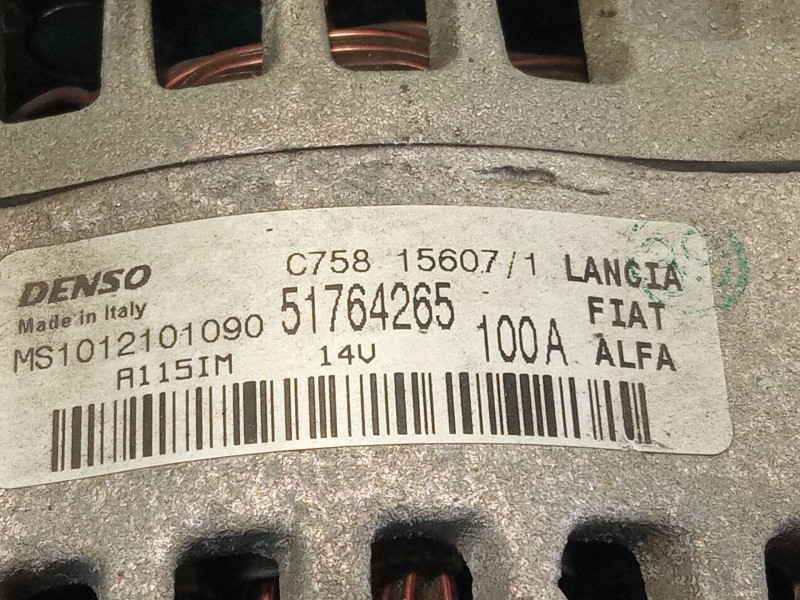 DENSO
Made in Italy
MS1012101090
A115IM
C758 15607/1
51764265
14V
100A
LANCIA
FIAT
ALFA